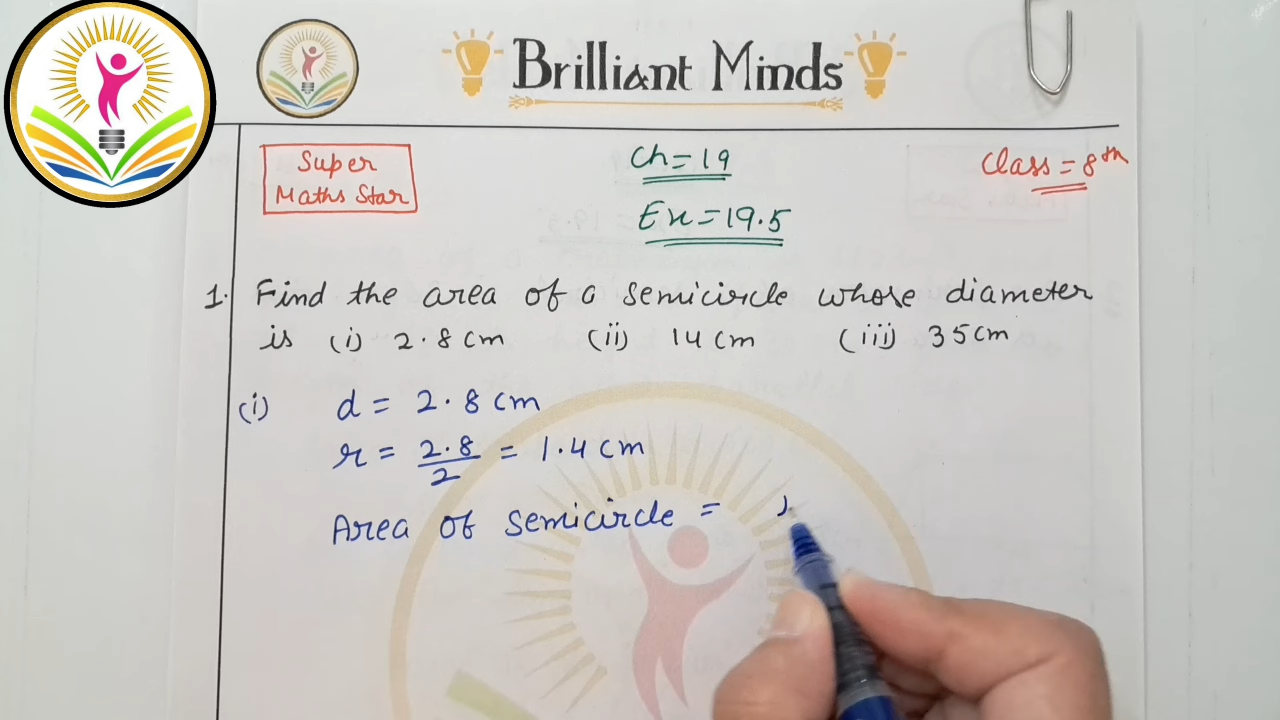 Brilliant Minds
Super
Maths Star
Ch = 19
Class = 8th
Ex = 19.5
1. Find the area of a semicircle whose diameter
is (i) 2.8 cm (ii) 14 cm (iii) 35 cm
(i) d = 2.8 cm
r = 2.8/2 = 1.4 cm
Area of semicircle =